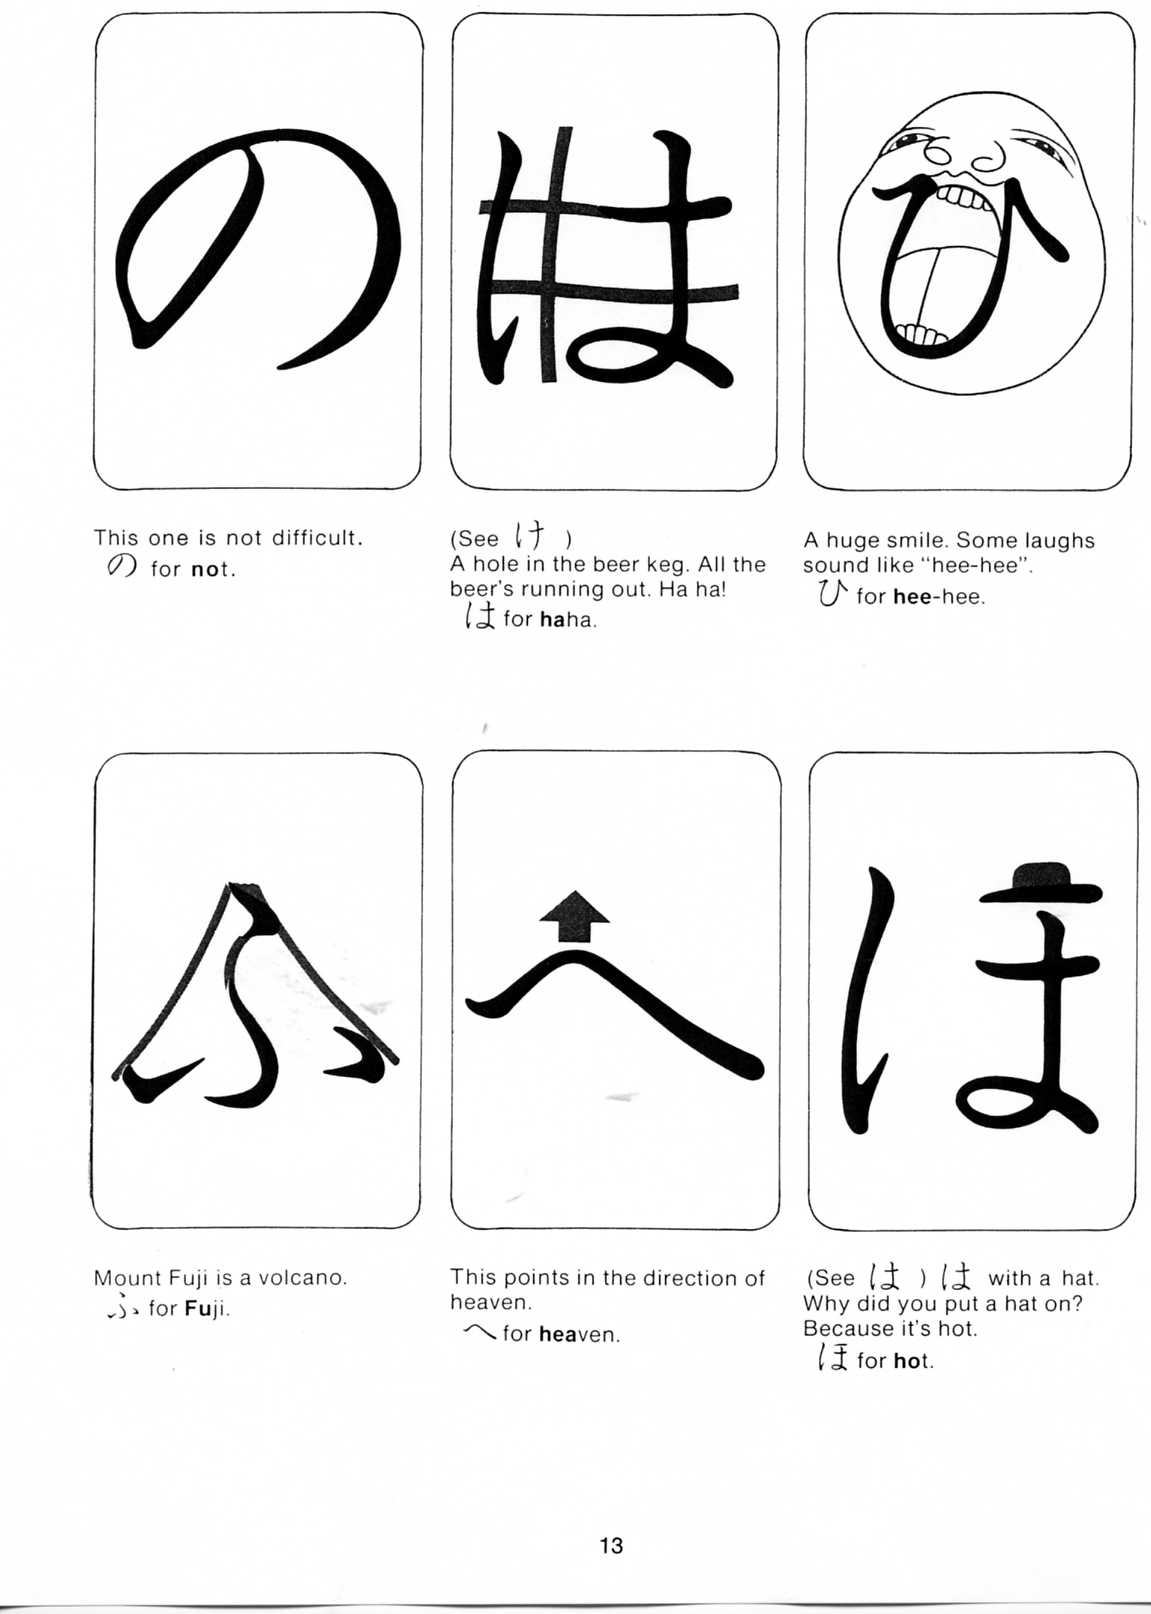 の
は
ひ
This one is not difficult.
の for not.
(See け )
A hole in the beer keg. All the
beer's running out. Ha ha!
は for haha.
A huge smile. Some laughs
sound like “hee-hee”.
ひ for hee-hee.
ふ
へ
ほ
Mount Fuji is a volcano.
ふ for Fuji.
This points in the direction of
heaven.
へ for heaven.
(See は ) は with a hat.
Why did you put a hat on?
Because it's hot.
ほ for hot.
13